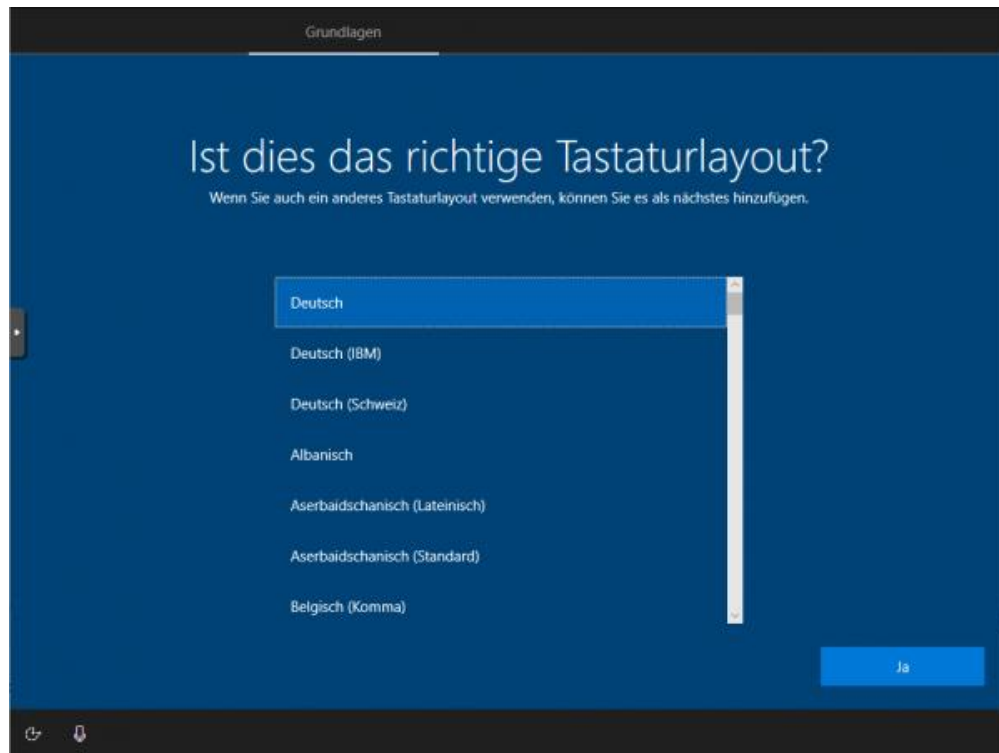 Grundlagen
Ist dies das richtige Tastaturlayout?
Wenn Sie auch ein anderes Tastaturlayout verwenden, können Sie es als nächstes hinzufügen.
Deutsch
Deutsch (IBM)
Deutsch (Schweiz)
Albanisch
Aserbaidschanisch (Lateinisch)
Aserbaidschanisch (Standard)
Belgisch (Komma)
Ja